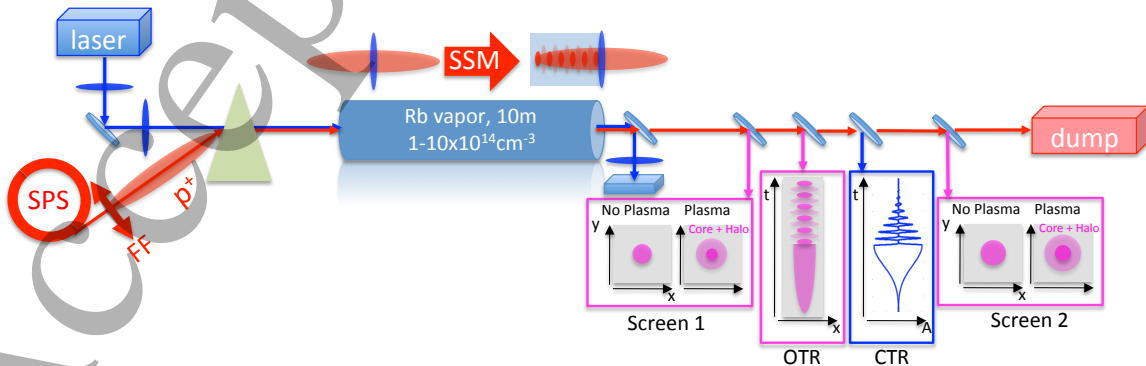 laser
SSM
Rb vapor, 10m
1-10x10¹⁴cm⁻³
dump
SPS
p⁺
FF
No Plasma
Plasma
Core + Halo
y
x
Screen 1
t
x
OTR
t
A
CTR
No Plasma
Plasma
Core + Halo
y
x
Screen 2